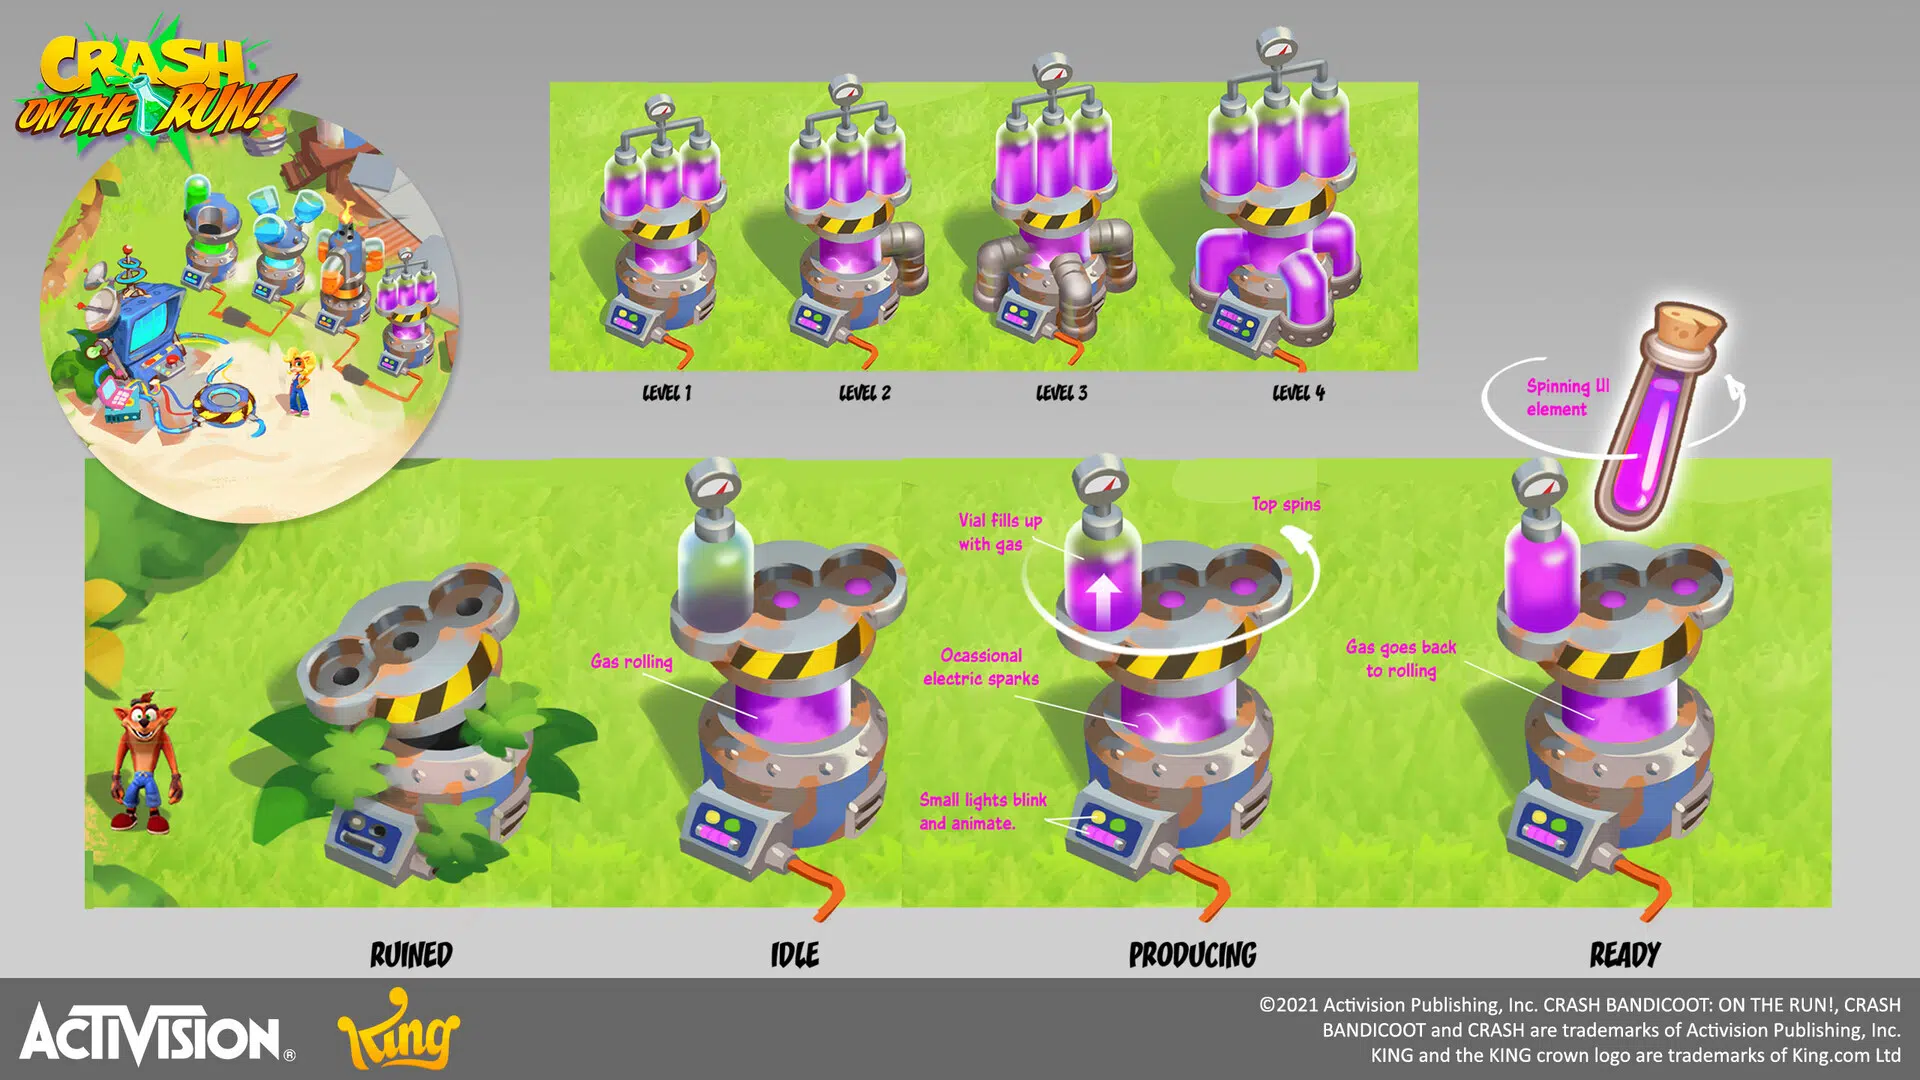 CRASH
ON THE RUN!
LEVEL 1
LEVEL 2
LEVEL 3
LEVEL 4
Spinning UI
element
Vial fills up
with gas
Top spins
Gas rolling
Ocassional
electric sparks
Gas goes back
to rolling
Small lights blink
and animate.
RUINED
IDLE
PRODUCING
READY
ACTIVISION®
King
©2021 Activision Publishing, Inc. CRASH BANDICOOT: ON THE RUN!, CRASH
BANDICOOT and CRASH are trademarks of Activision Publishing, Inc.
KING and the KING crown logo are trademarks of King.com Ltd